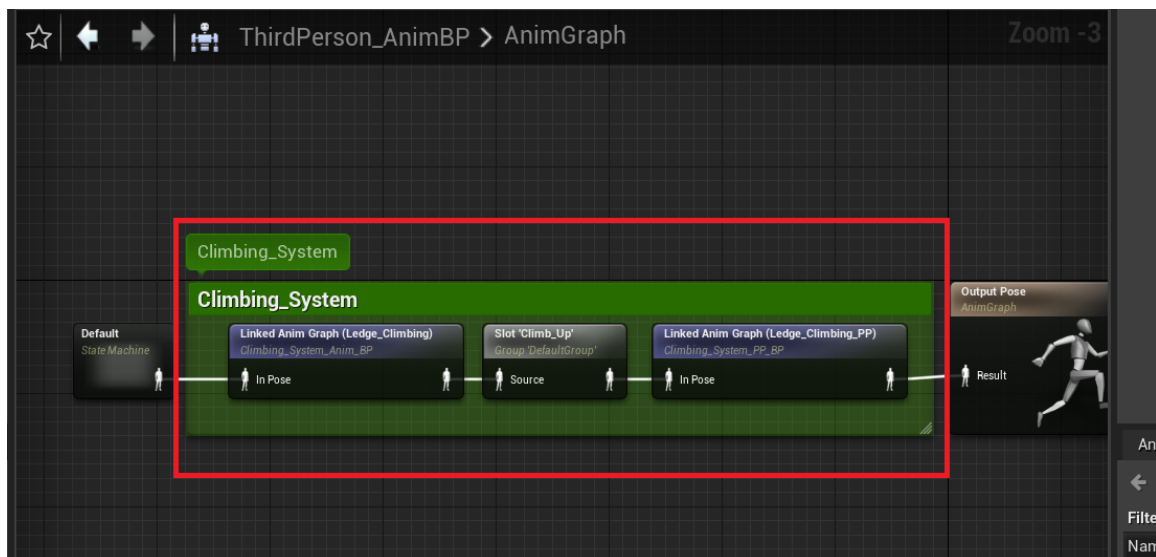 ThirdPerson_AnimBP > AnimGraph
Zoom -3
Climbing_System
Climbing_System
Default
State Machine
Linked Anim Graph (Ledge_Climbing)
Climbing_System_Anim_BP
In Pose
Slot 'Climb_Up'
Group 'DefaultGroup'
Source
Linked Anim Graph (Ledge_Climbing_PP)
Climbing_System_PP_BP
In Pose
Output Pose
AnimGraph
Result
An
Filte
Nam